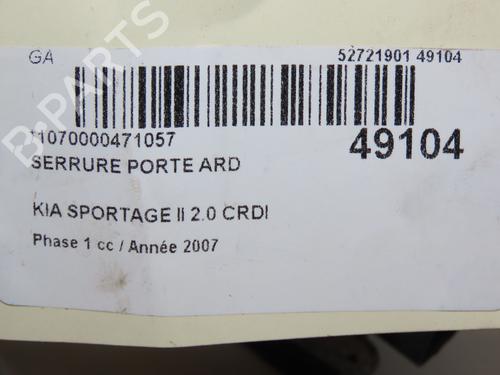 GA
52721901 49104
11070000471057
49104
SERRURE PORTE ARD
KIA SPORTAGE II 2.0 CRDI
Phase 1 cc / Année 2007
B-PARTS